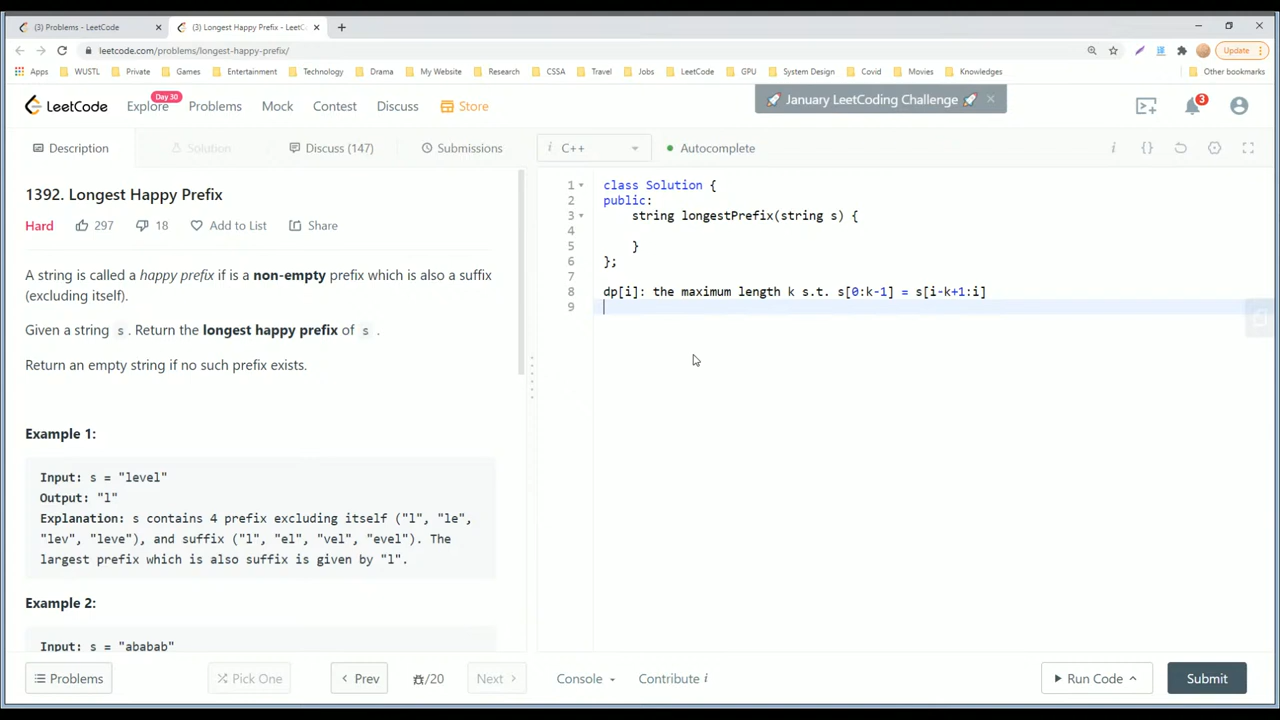 (3) Problems - LeetCode
(3) Longest Happy Prefix - LeetC
leetcode.com/problems/longest-happy-prefix/
Update
Apps WUSTL Private Games Entertainment Technology Drama My Website Research CSSA Travel Jobs LeetCode GPU System Design Covid Movies Knowledges Other bookmarks
LeetCode Explore Day 30 Problems Mock Contest Discuss Store
🚀 January LeetCoding Challenge 🚀 ×
3
Description Solution Discuss (147) Submissions
i C++ Autocomplete i {}
1392. Longest Happy Prefix
Hard 297 18 Add to List Share
A string is called a happy prefix if is a non-empty prefix which is also a suffix
(excluding itself).
Given a string s. Return the longest happy prefix of s .
Return an empty string if no such prefix exists.
Example 1:
Input: s = "level"
Output: "l"
Explanation: s contains 4 prefix excluding itself ("l", "le",
"lev", "leve"), and suffix ("l", "el", "vel", "evel"). The
largest prefix which is also suffix is given by "l".
Example 2:
Input: s = "ababab"
1 class Solution {
2 public:
3 string longestPrefix(string s) {
4
5 }
6 };
7
8 dp[i]: the maximum length k s.t. s[0:k-1] = s[i-k+1:i]
9
Problems Pick One Prev /20 Next Console Contribute i Run Code Submit